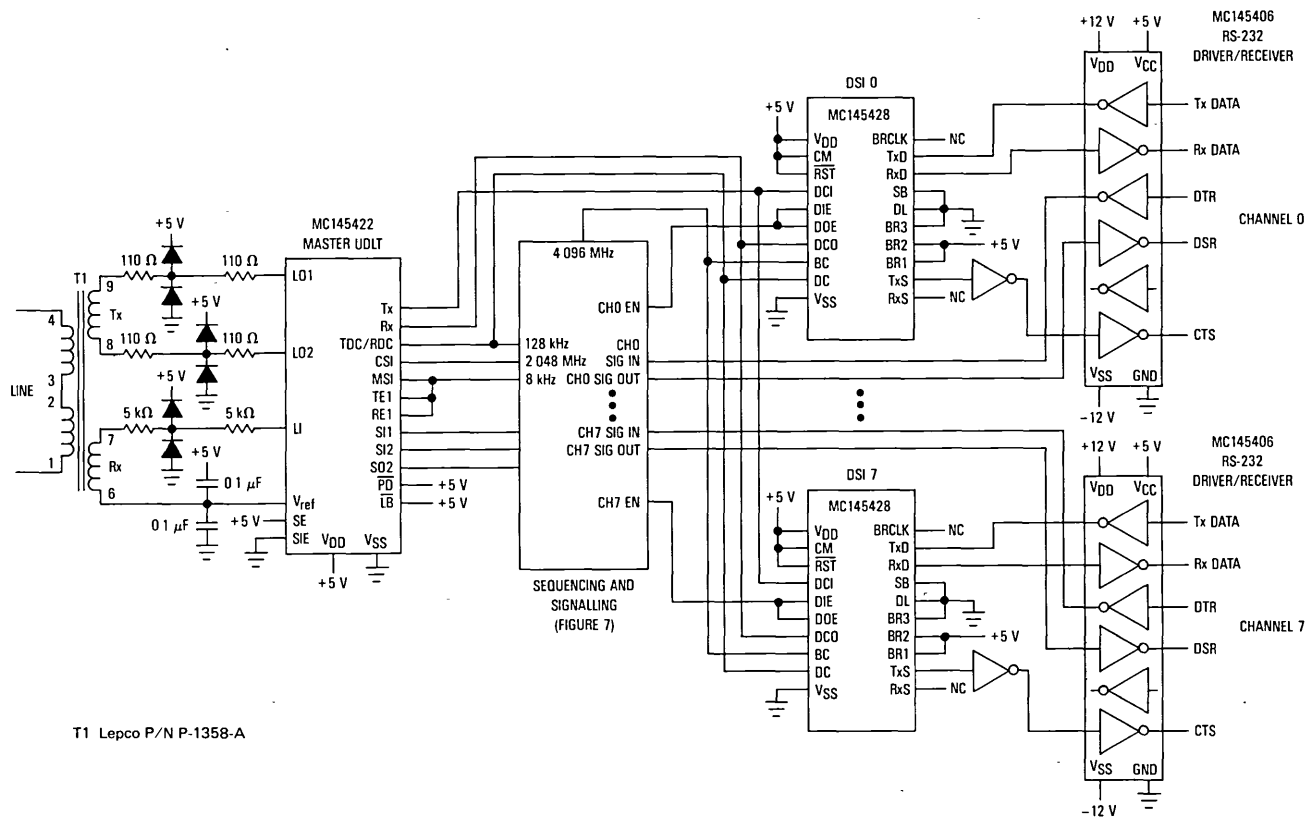 +12 V
+5 V
MC145406
RS-232
DRIVER/RECEIVER
VDD
VCC
Tx DATA
Rx DATA
DTR
DSR
CTS
CHANNEL 0
VSS
GND
-12 V
DSI 0
+5 V
MC145428
VDD
CM
RST
DCI
DIE
DOE
DCO
BC
DC
VSS
BRCLK
NC
TxD
RxD
SB
DL
BR3
BR2
+5 V
BR1
TxS
RxS
NC
MC145422
MASTER UDLT
LO1
LO2
LI
Vref
SE
SIE
VDD
VSS
+5 V
Tx
Rx
TDC/RDC
CSI
MSI
TE1
RE1
SI1
SI2
SO2
PD
+5 V
LB
+5 V
+5 V
110 Ω
110 Ω
T1
9
Tx
8
+5 V
110 Ω
110 Ω
4
3
LINE
2
1
+5 V
5 kΩ
5 kΩ
7
Rx
6
+5 V
0 1 µF
0 1 µF
+5 V
4 096 MHz
CH0 EN
128 kHz
2 048 MHz
8 kHz
CH0
SIG IN
CH0 SIG OUT
CH7 SIG IN
CH7 SIG OUT
CH7 EN
SEQUENCING AND
SIGNALLING
(FIGURE 7)
DSI 7
+5 V
MC145428
VDD
CM
RST
DCI
DIE
DOE
DCO
BC
DC
VSS
BRCLK
NC
TxD
RxD
SB
DL
BR3
BR2
+5 V
BR1
TxS
RxS
NC
+12 V
+5 V
MC145406
RS-232
DRIVER/RECEIVER
VDD
VCC
Tx DATA
Rx DATA
DTR
DSR
CTS
CHANNEL 7
VSS
GND
-12 V
T1 Lepco P/N P-1358-A